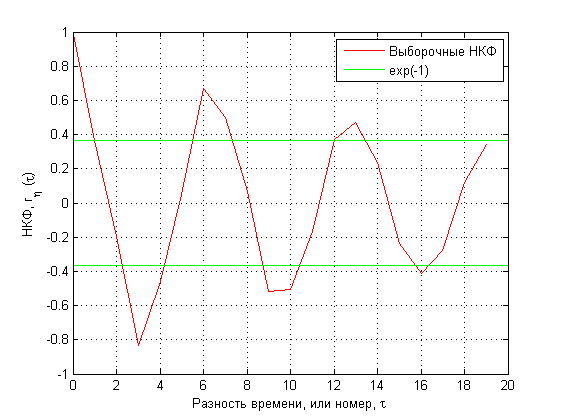 Выборочные НКФ
exp(-1)
1
0.8
0.6
0.4
0.2
0
-0.2
-0.4
-0.6
-0.8
-1
НКФ, rη (τ)
0 2 4 6 8 10 12 14 16 18 20
Разность времени, или номер, τ